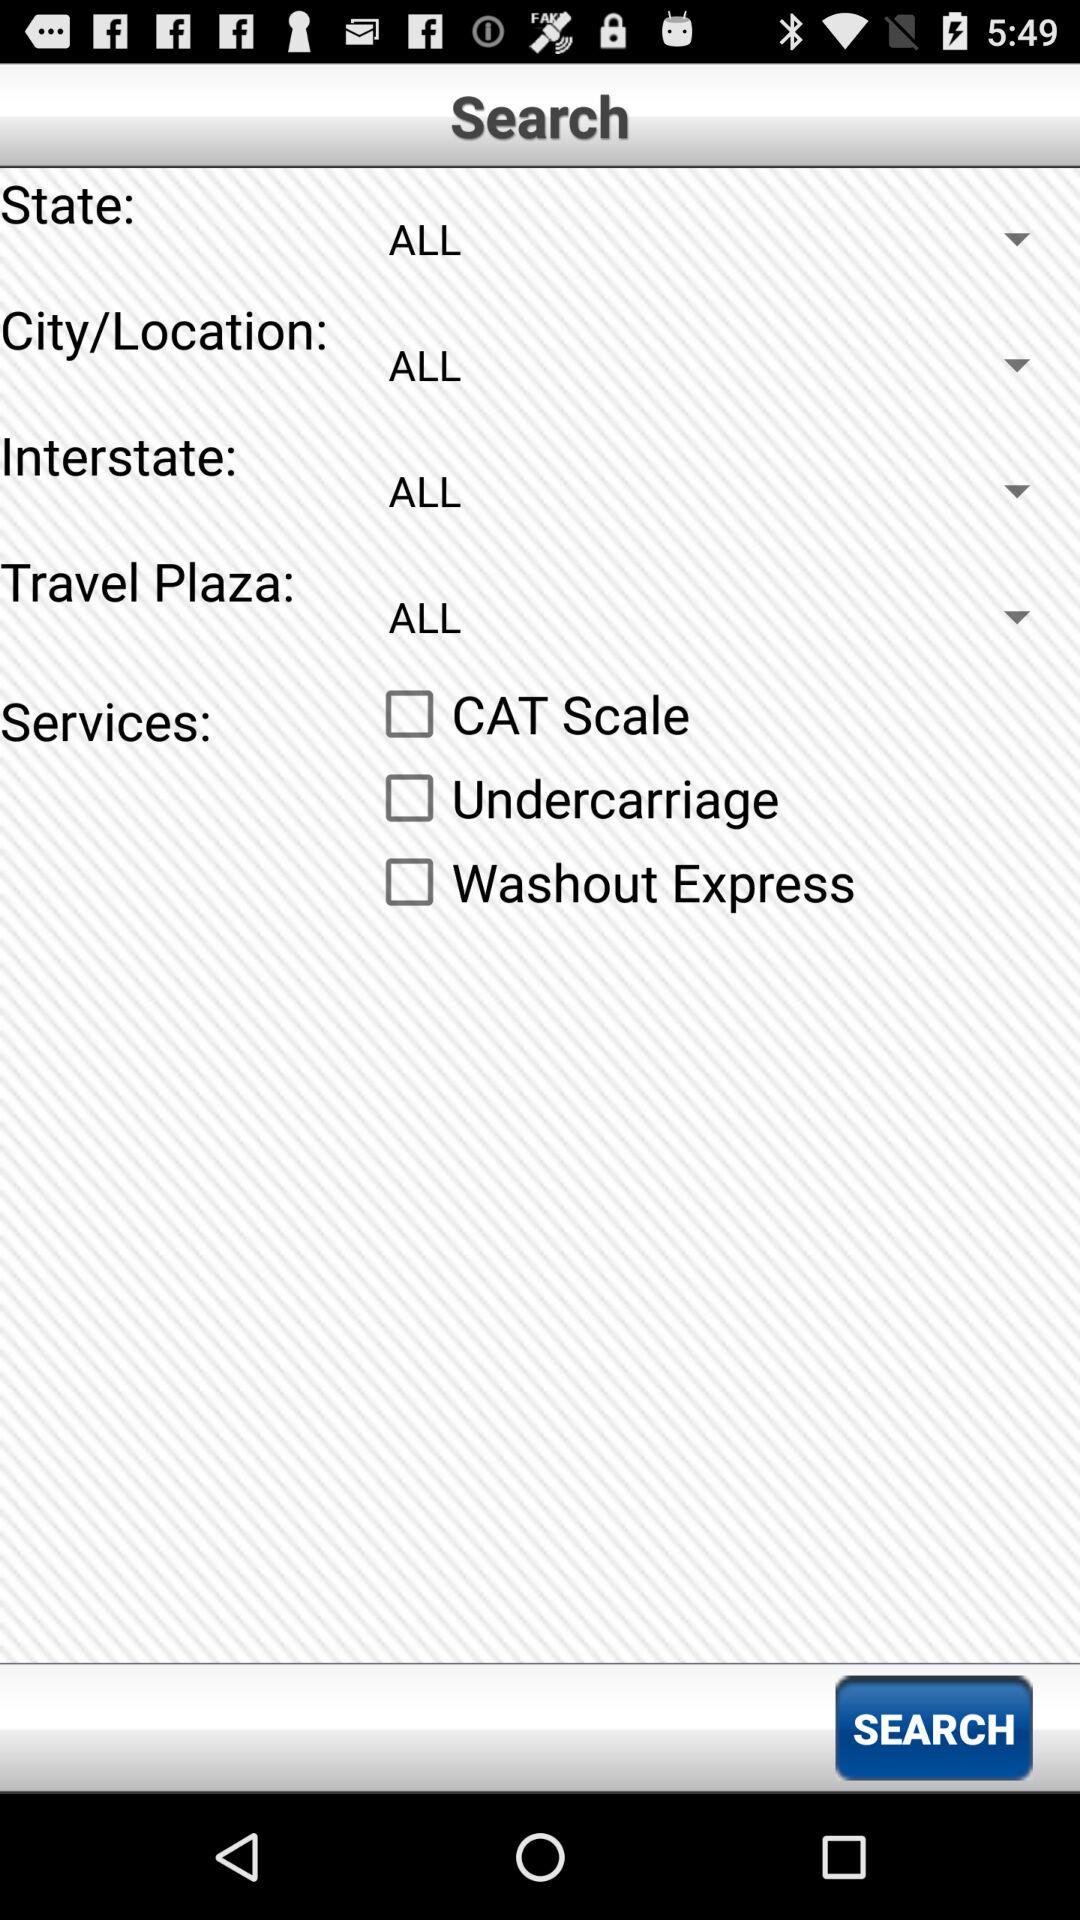 FAKE
5:49
Search
State:
ALL
City/Location:
ALL
Interstate:
ALL
Travel Plaza:
ALL
Services:
CAT Scale
Undercarriage
Washout Express
SEARCH